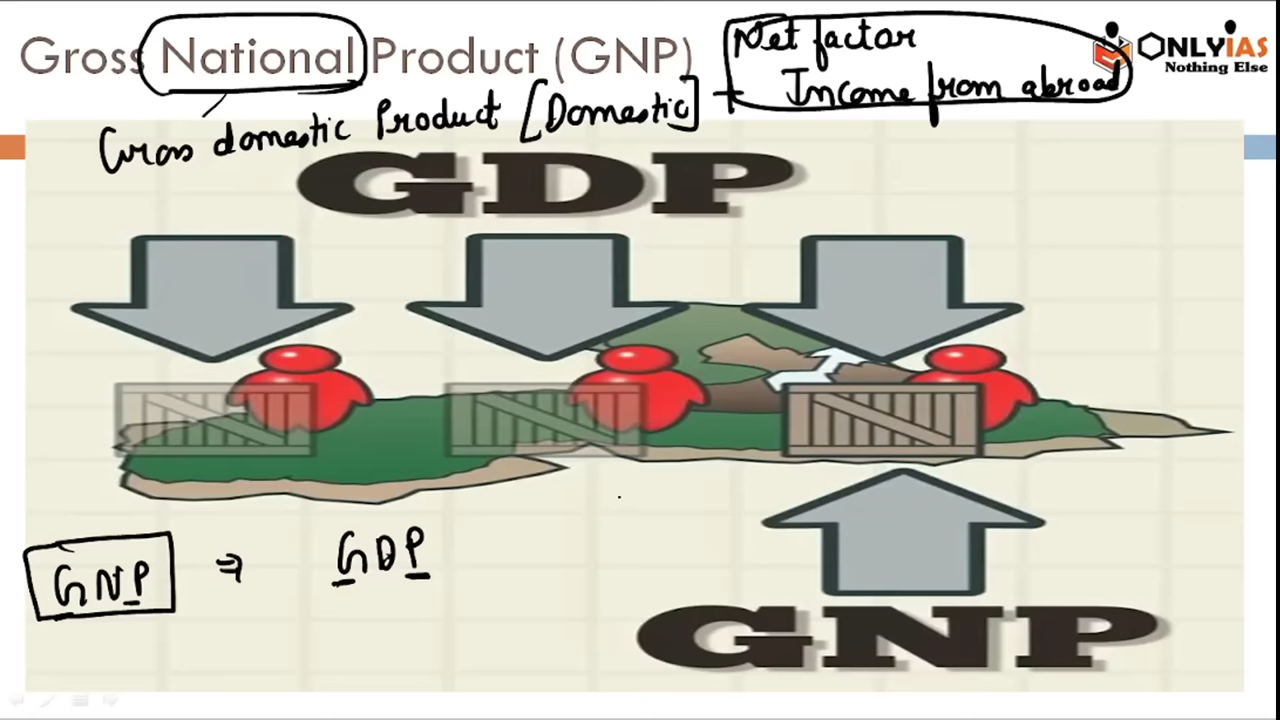 Gross National Product (GNP)
Net factor
Income from abroad
ONLYIAS
Nothing Else
Gross domestic Product [Domestic] +
GDP
GNP ⇒ GDP
GNP